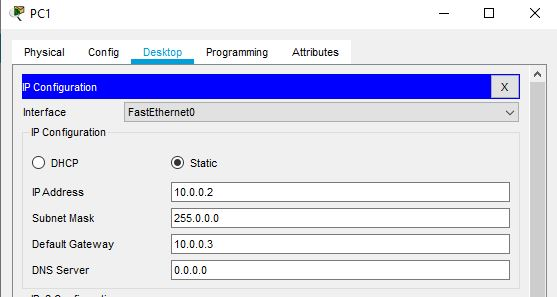 PC1
Physical Config Desktop Programming Attributes
IP Configuration X
Interface FastEthernet0
IP Configuration
DHCP Static
IP Address 10.0.0.2
Subnet Mask 255.0.0.0
Default Gateway 10.0.0.3
DNS Server 0.0.0.0